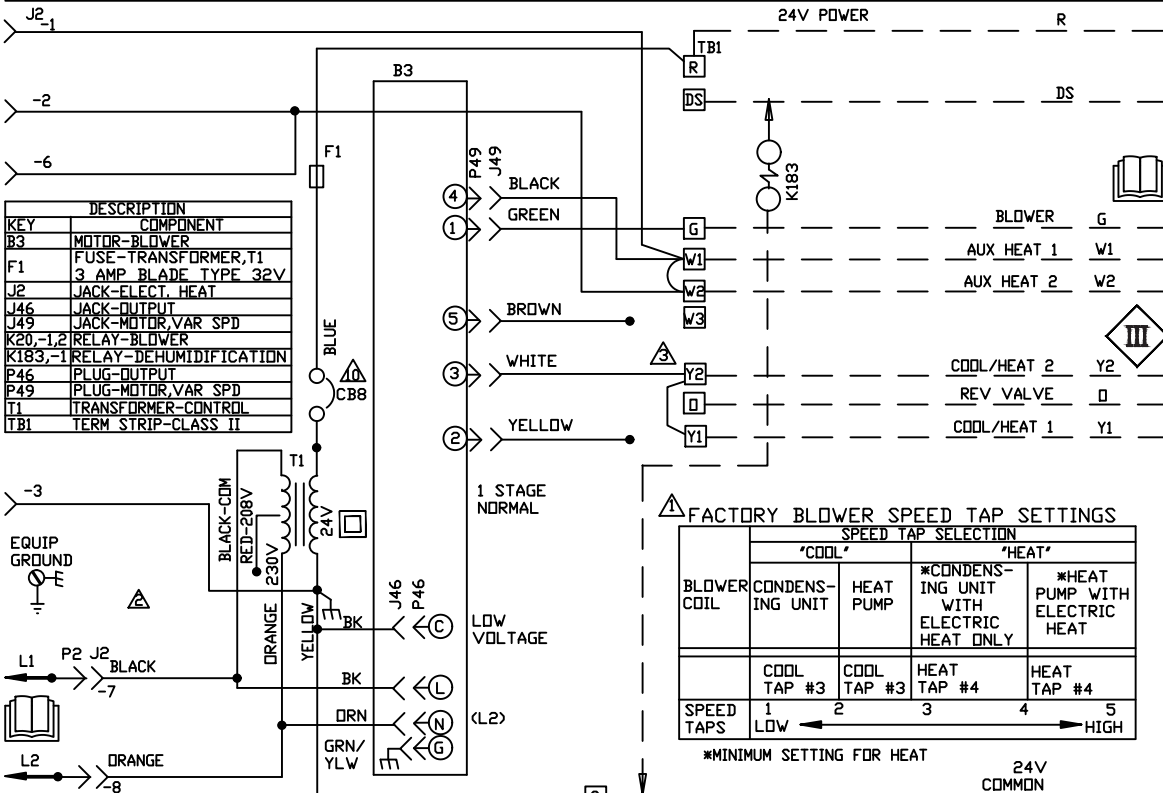 J2
-1
24V POWER
R
TB1
R
B3
DS
DS
-2
F1
P49
J49
K183
-6
4
BLACK
1
GREEN
BLOWER G
G
AUX HEAT 1 W1
W1
AUX HEAT 2 W2
W2
W3
DESCRIPTION
KEY COMPONENT
B3 MOTOR-BLOWER
F1 FUSE-TRANSFORMER,T1
3 AMP BLADE TYPE 32V
J2 JACK-ELECT. HEAT
J46 JACK-OUTPUT
J49 JACK-MOTOR,VAR SPD
K20,-1,2 RELAY-BLOWER
K183,-1 RELAY-DEHUMIDIFICATION
P46 PLUG-OUTPUT
P49 PLUG-MOTOR,VAR SPD
T1 TRANSFORMER-CONTROL
TB1 TERM STRIP-CLASS II
5
BROWN
III
BLUE
10
CB8
3
WHITE
3
Y2
COOL/HEAT 2 Y2
O
REV VALVE O
Y1
COOL/HEAT 1 Y1
2
YELLOW
T1
-3
BLACK-COM
RED-208V
230V
24V
1 STAGE
NORMAL
EQUIP
GROUND
2
ORANGE
YELLOW
J46
P46
BK
C
LOW
VOLTAGE
L1
P2 J2
BLACK
-7
BK
L
ORN
N
(L2)
GRN/
YLW
G
L2
ORANGE
-8
1
FACTORY BLOWER SPEED TAP SETTINGS
SPEED TAP SELECTION
"COOL" "HEAT"
BLOWER
COIL
CONDENS-
ING UNIT
HEAT
PUMP
*CONDENS-
ING UNIT
WITH
ELECTRIC
HEAT ONLY
*HEAT
PUMP WITH
ELECTRIC
HEAT
COOL
TAP #3
COOL
TAP #3
HEAT
TAP #4
HEAT
TAP #4
SPEED
TAPS
1 2 3 4 5
LOW HIGH
*MINIMUM SETTING FOR HEAT
24V
COMMON